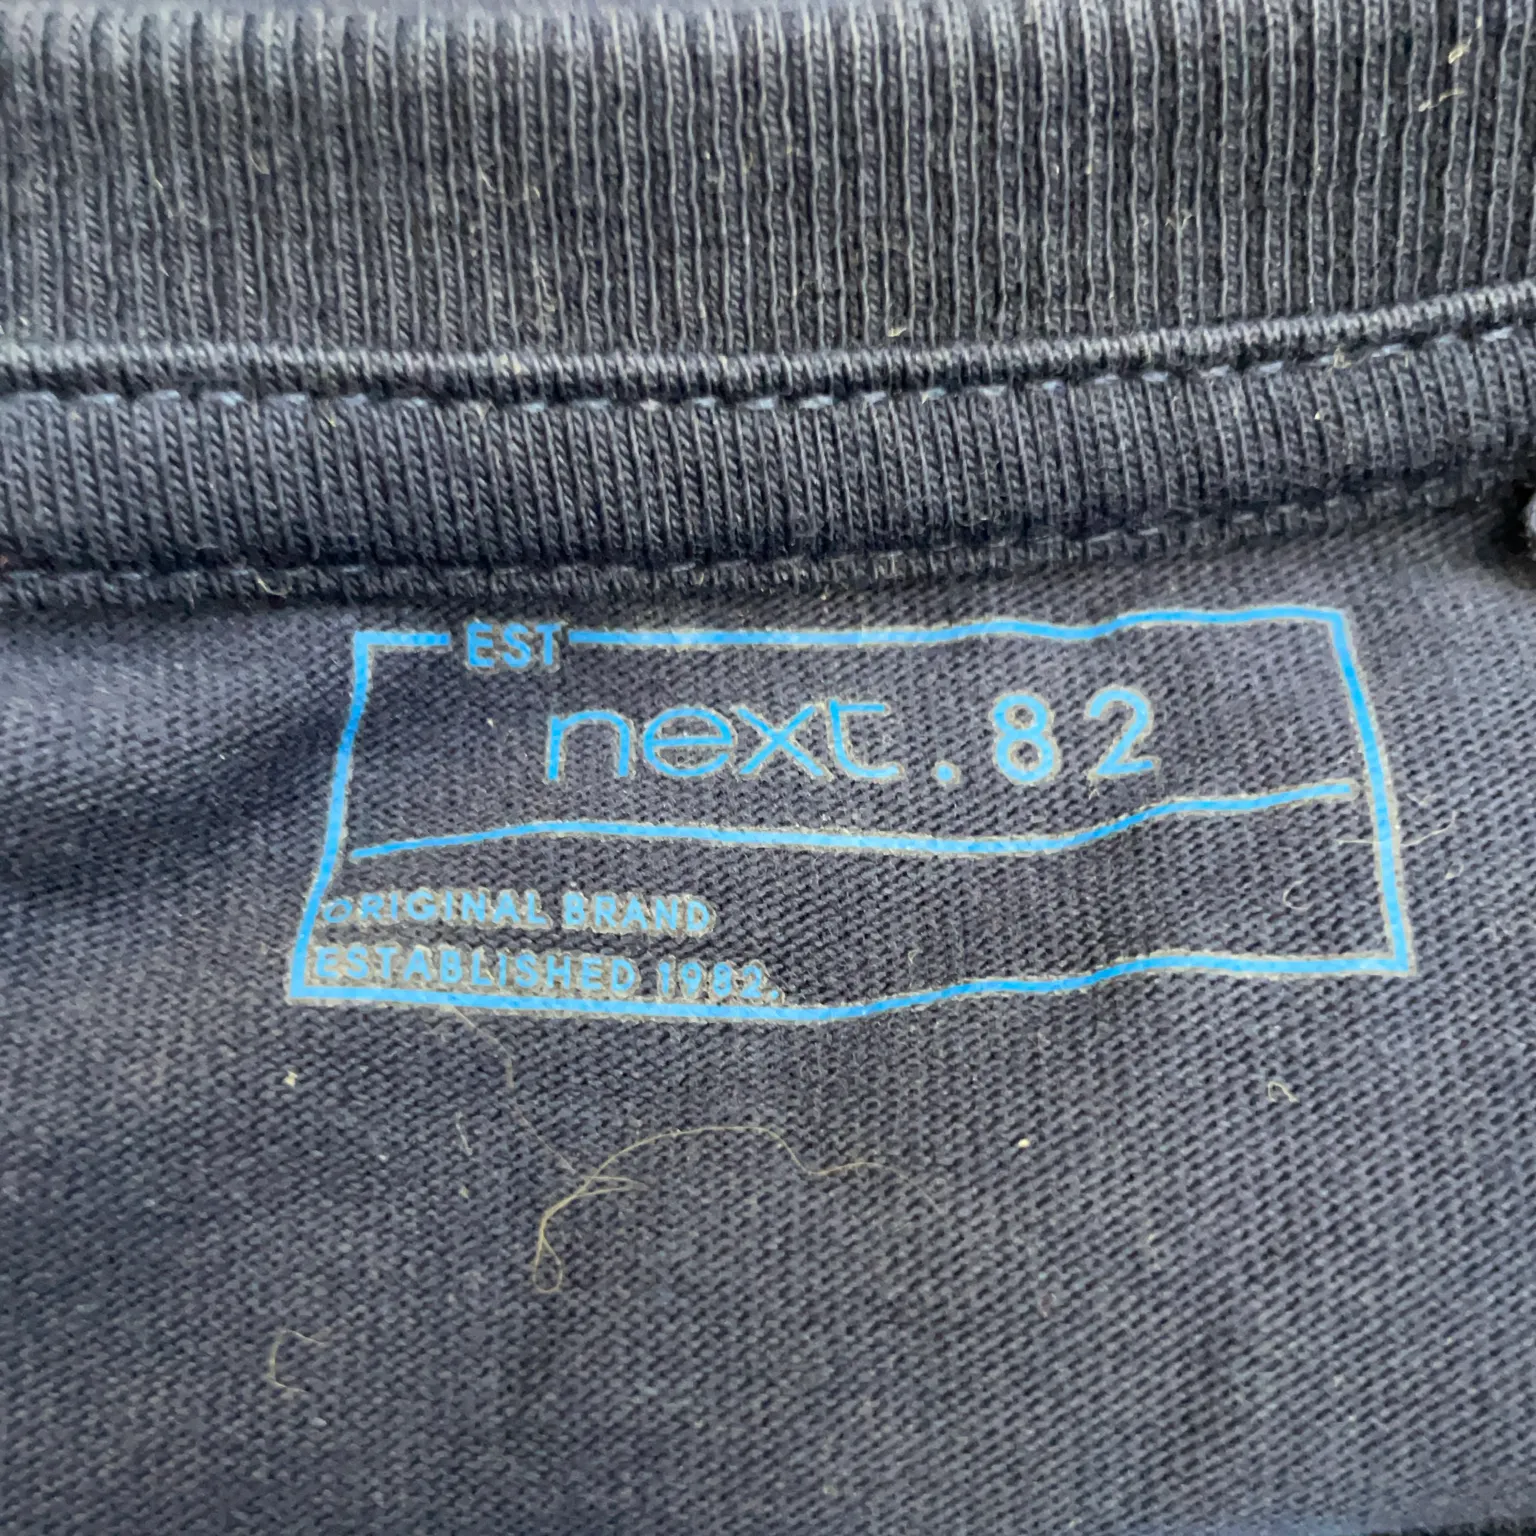 EST
next.82
ORIGINAL BRAND
ESTABLISHED 1982.